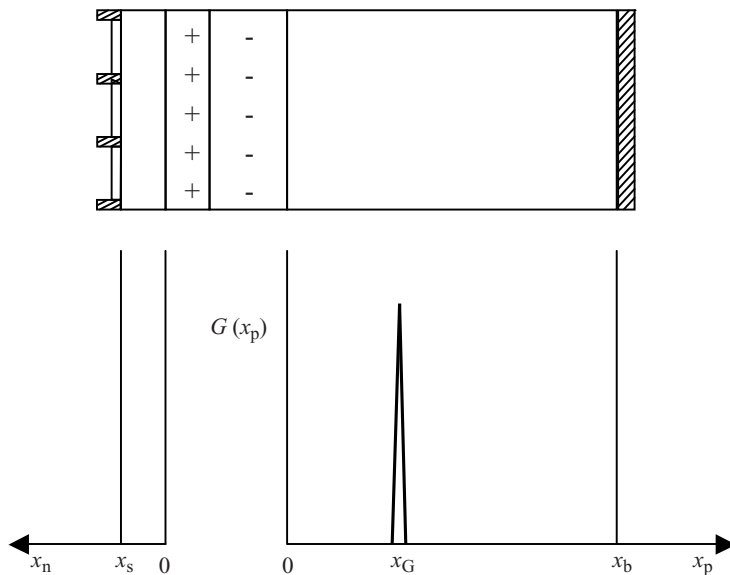 + -
+ -
+ -
+ -
+ -
G (xp)
xn xs 0 0 xG xb xp